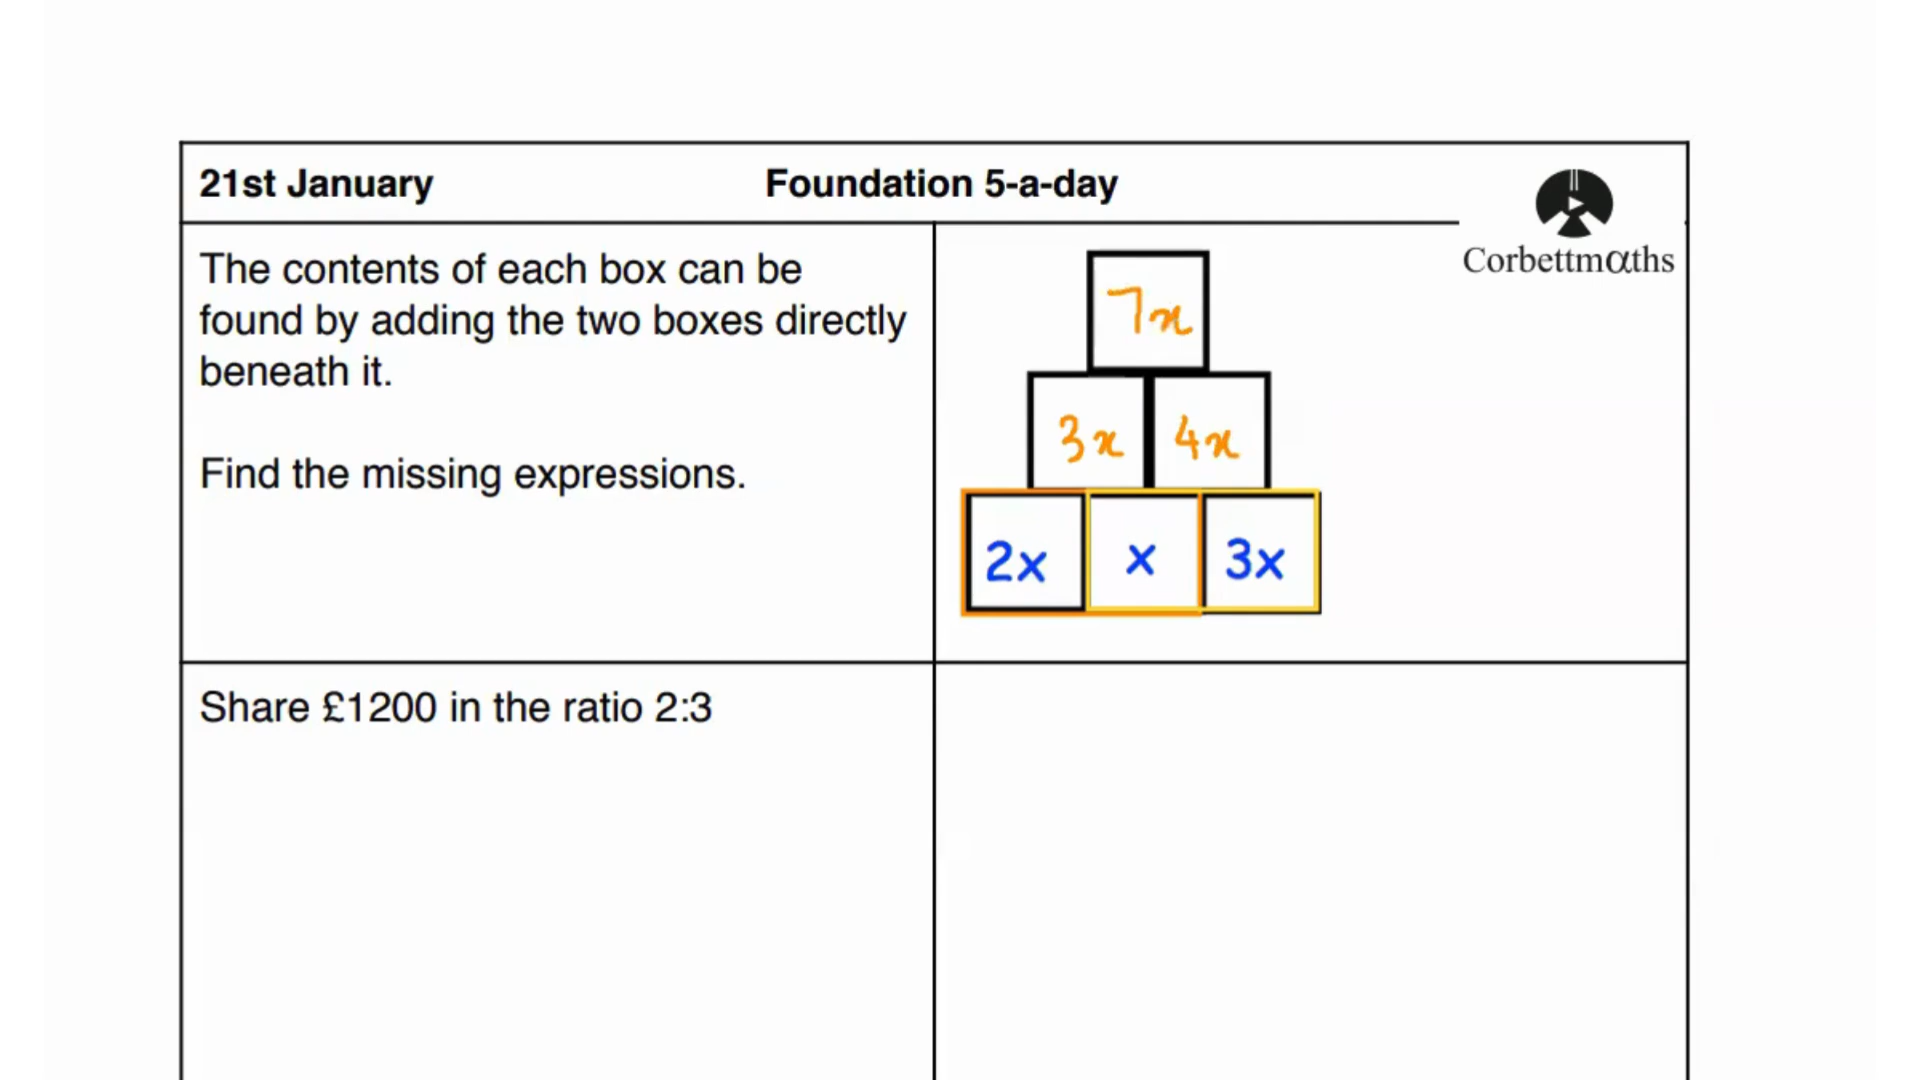 21st January
Foundation 5-a-day
Corbettmαths
The contents of each box can be
found by adding the two boxes directly
beneath it.
Find the missing expressions.
7x
3x 4x
2x x 3x
Share £1200 in the ratio 2:3